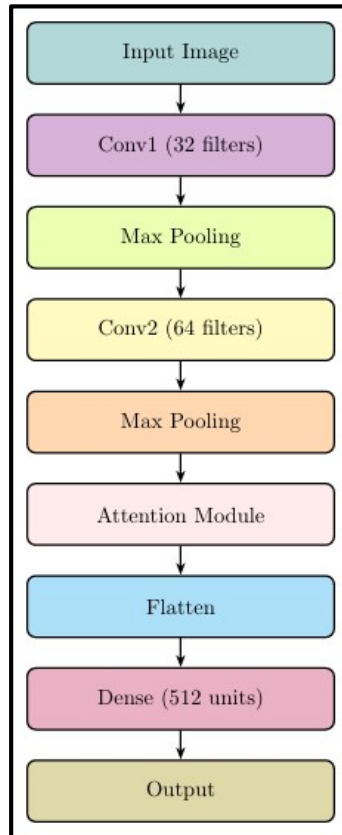 Input Image
Conv1 (32 filters)
Max Pooling
Conv2 (64 filters)
Max Pooling
Attention Module
Flatten
Dense (512 units)
Output